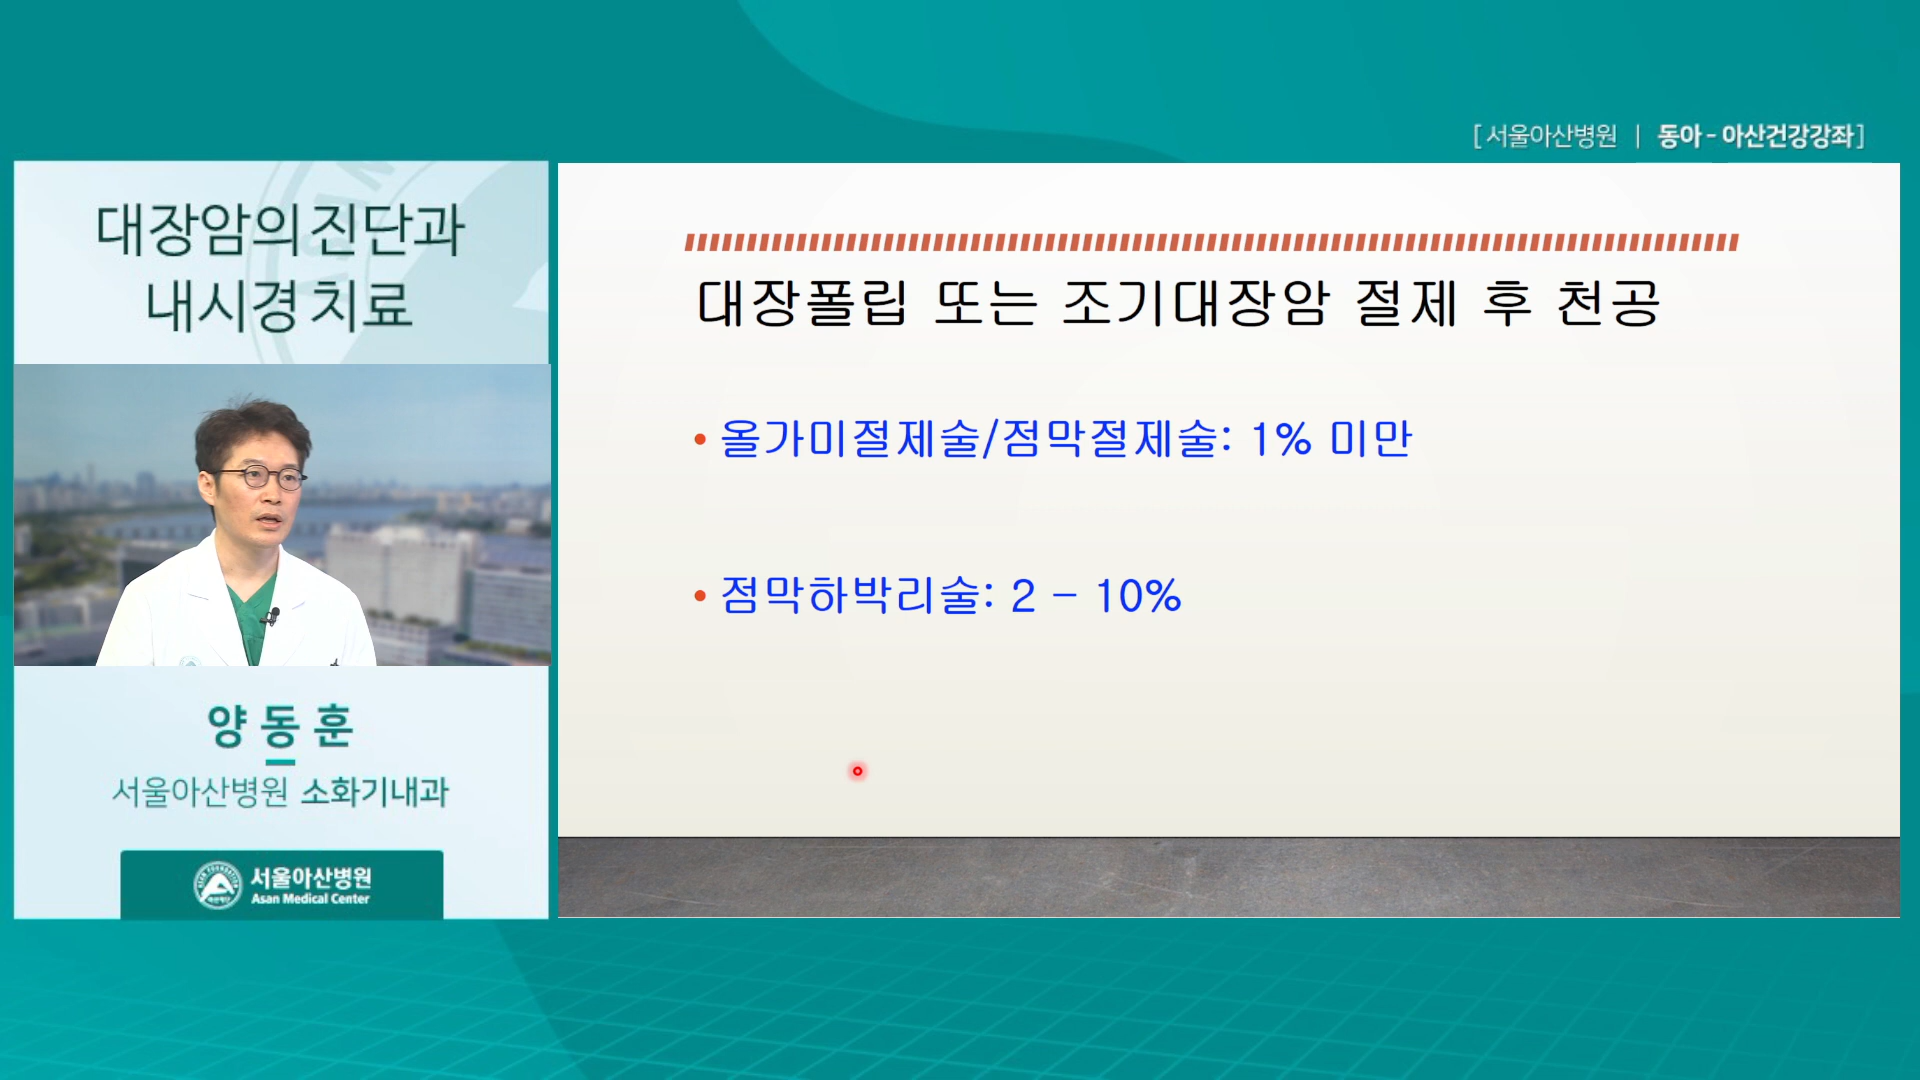 [ 서울아산병원 | 동아 - 아산건강강좌 ]
대장암의 진단과
내시경 치료
양동훈
서울아산병원 소화기내과
서울아산병원
Asan Medical Center
대장폴립 또는 조기대장암 절제 후 천공
• 올가미절제술/점막절제술: 1% 미만
• 점막하박리술: 2 – 10%